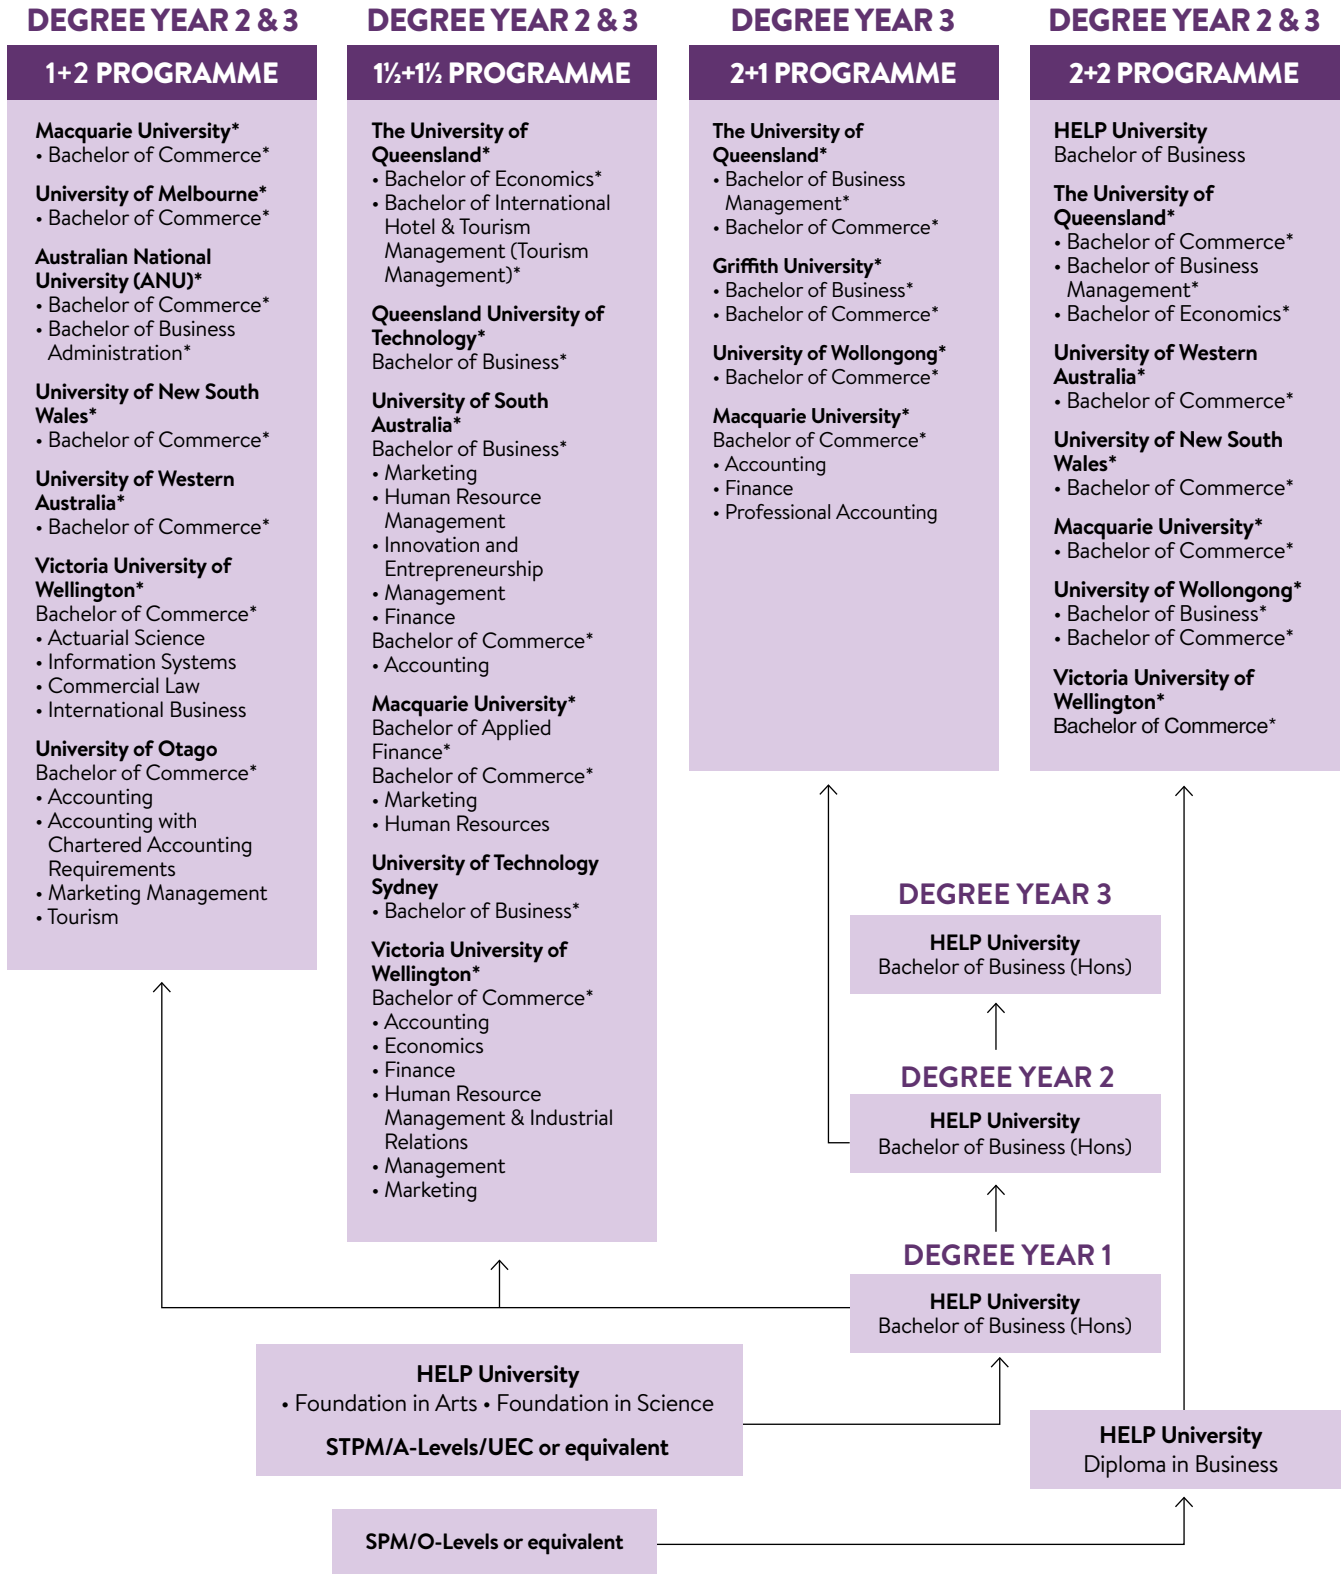 DEGREE YEAR 2 & 3
1+2 PROGRAMME
Macquarie University*
• Bachelor of Commerce*
University of Melbourne*
• Bachelor of Commerce*
Australian National
University (ANU)*
• Bachelor of Commerce*
• Bachelor of Business
Administration*
University of New South
Wales*
• Bachelor of Commerce*
University of Western
Australia*
• Bachelor of Commerce*
Victoria University of
Wellington*
Bachelor of Commerce*
• Actuarial Science
• Information Systems
• Commercial Law
• International Business
University of Otago
Bachelor of Commerce*
• Accounting
• Accounting with
Chartered Accounting
Requirements
• Marketing Management
• Tourism
DEGREE YEAR 2 & 3
1½+1½ PROGRAMME
The University of
Queensland*
• Bachelor of Economics*
• Bachelor of International
Hotel & Tourism
Management (Tourism
Management)*
Queensland University of
Technology*
Bachelor of Business*
University of South
Australia*
Bachelor of Business*
• Marketing
• Human Resource
Management
• Innovation and
Entrepreneurship
• Management
• Finance
Bachelor of Commerce*
• Accounting
Macquarie University*
Bachelor of Applied
Finance*
Bachelor of Commerce*
• Marketing
• Human Resources
University of Technology
Sydney
• Bachelor of Business*
Victoria University of
Wellington*
Bachelor of Commerce*
• Accounting
• Economics
• Finance
• Human Resource
Management & Industrial
Relations
• Management
• Marketing
DEGREE YEAR 3
2+1 PROGRAMME
The University of
Queensland*
• Bachelor of Business
Management*
• Bachelor of Commerce*
Griffith University*
• Bachelor of Business*
• Bachelor of Commerce*
University of Wollongong*
• Bachelor of Commerce*
Macquarie University*
Bachelor of Commerce*
• Accounting
• Finance
• Professional Accounting
DEGREE YEAR 2 & 3
2+2 PROGRAMME
HELP University
Bachelor of Business
The University of
Queensland*
• Bachelor of Commerce*
• Bachelor of Business
Management*
• Bachelor of Economics*
University of Western
Australia*
• Bachelor of Commerce*
University of New South
Wales*
• Bachelor of Commerce*
Macquarie University*
• Bachelor of Commerce*
University of Wollongong*
• Bachelor of Business*
• Bachelor of Commerce*
Victoria University of
Wellington*
Bachelor of Commerce*
DEGREE YEAR 3
HELP University
Bachelor of Business (Hons)
DEGREE YEAR 2
HELP University
Bachelor of Business (Hons)
DEGREE YEAR 1
HELP University
Bachelor of Business (Hons)
HELP University
• Foundation in Arts • Foundation in Science
STPM/A-Levels/UEC or equivalent
HELP University
Diploma in Business
SPM/O-Levels or equivalent